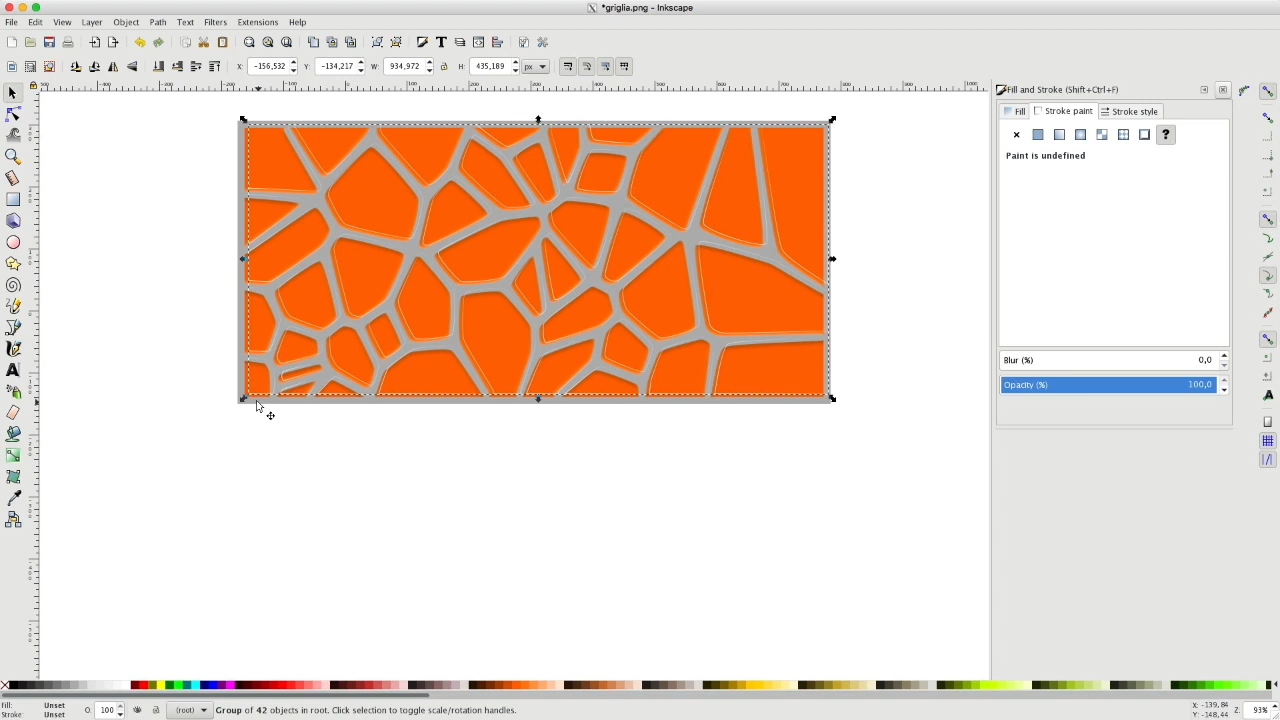 *griglia.png - Inkscape
File Edit View Layer Object Path Text Filters Extensions Help
X: -156,532 Y: -134,217 W: 934,972 H: 435,189 px
Fill and Stroke (Shift+Ctrl+F)
Fill Stroke paint Stroke style
?
Paint is undefined
Blur (%) 0,0
Opacity (%) 100,0
Fill: Unset
Stroke: Unset
O: 100
(root)
Group of 42 objects in root. Click selection to toggle scale/rotation handles.
X: -139,84
Y: -148,44
Z: 93%